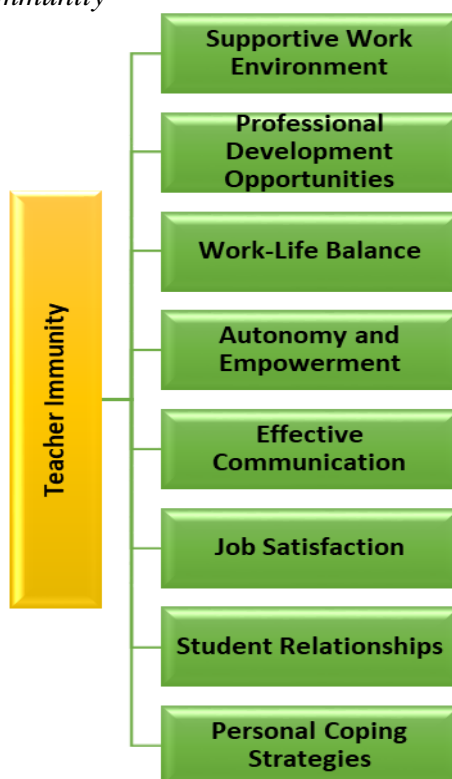 Supportive Work
Environment
Professional
Development
Opportunities
Work-Life Balance
Autonomy and
Empowerment
Teacher Immunity
Effective
Communication
Job Satisfaction
Student Relationships
Personal Coping
Strategies